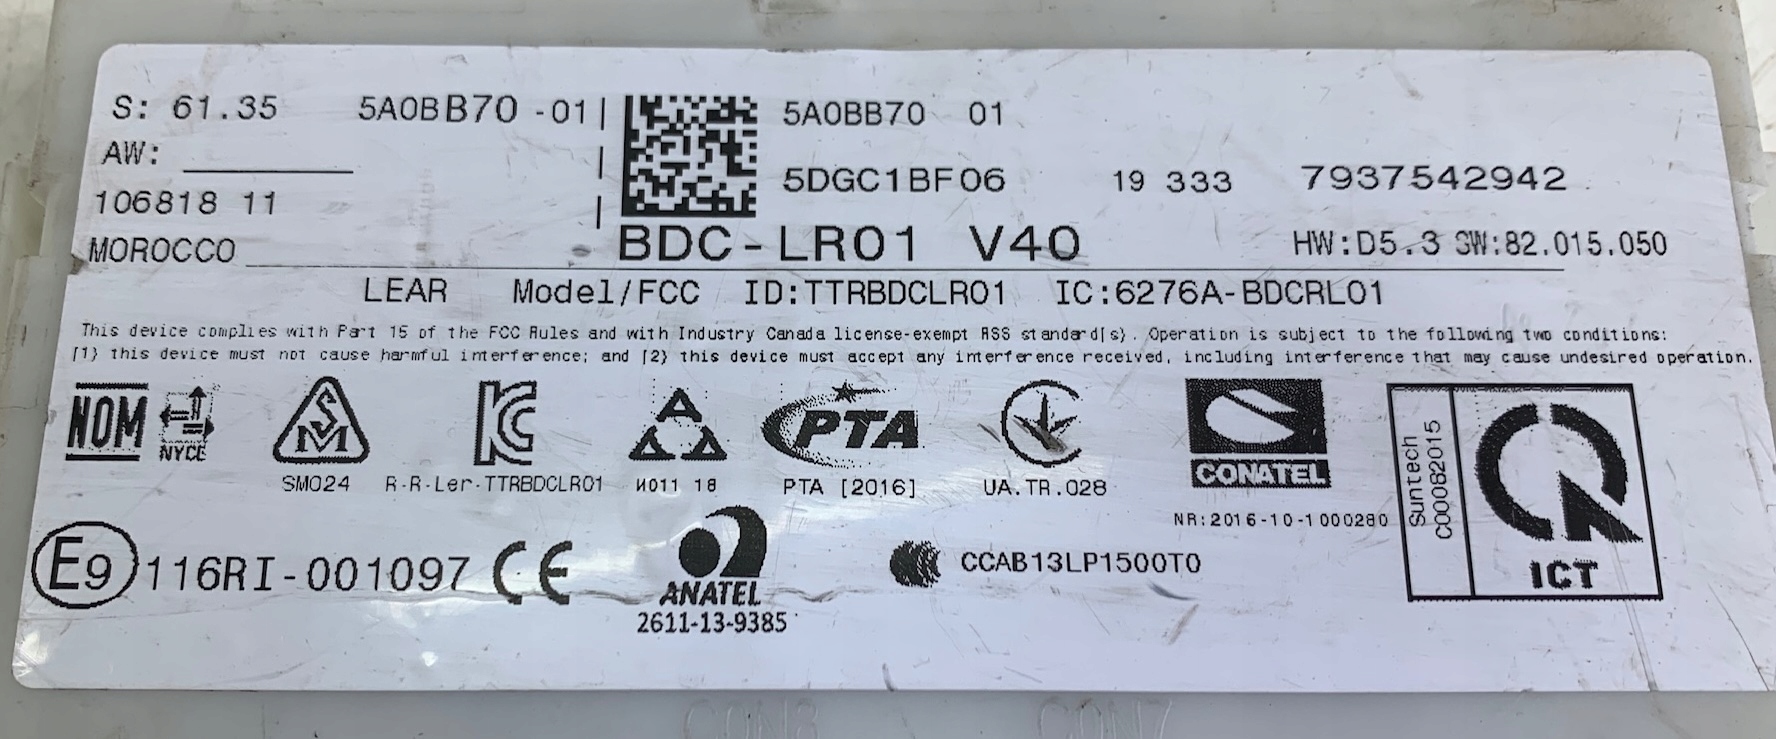 S: 61.35 5A0BB70 -01
5A0BB70 01
AW:
5DGC1BF06 19 333 7937542942
106818 11
MOROCCO
BDC-LR01 V40 HW:D5.3 SW:82.015.050
LEAR Model/FCC ID:TTRBDCLR01 IC:6276A-BDCRL01
This device complies with Part 15 of the FCC Rules and with Industry Canada license-exempt RSS standard(s). Operation is subject to the following two conditions:
(1) this device must not cause harmful interference; and (2) this device must accept any interference received, including interference that may cause undesired operation.
NOM NYCE
SM
KC
AAA
PTA
CONATEL
SM024 R-R-Ler-TTRBDCLR01 И011 18 PTA [2016] UA.TR.028
NR:2016-10-1000280
Suntech
C00082015
ICT
E9 116RI-001097 CE
ANATEL
2611-13-9385
CCAB13LP1500T0
CON8 CON7